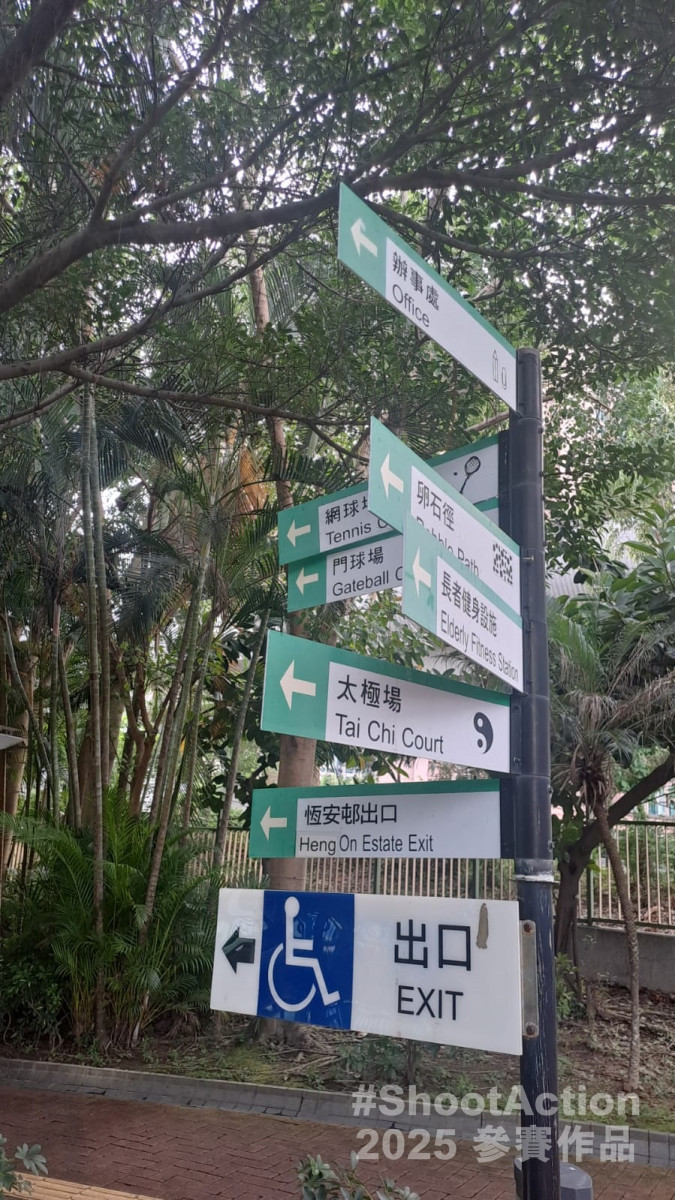 辦事處
Office
網球場
Tennis
卵石徑
Pebble Path
門球場
Gateball
長者健身設施
Elderly Fitness Station
太極場
Tai Chi Court
恆安邨出口
Heng On Estate Exit
出口
EXIT
#ShootAction
2025 參賽作品